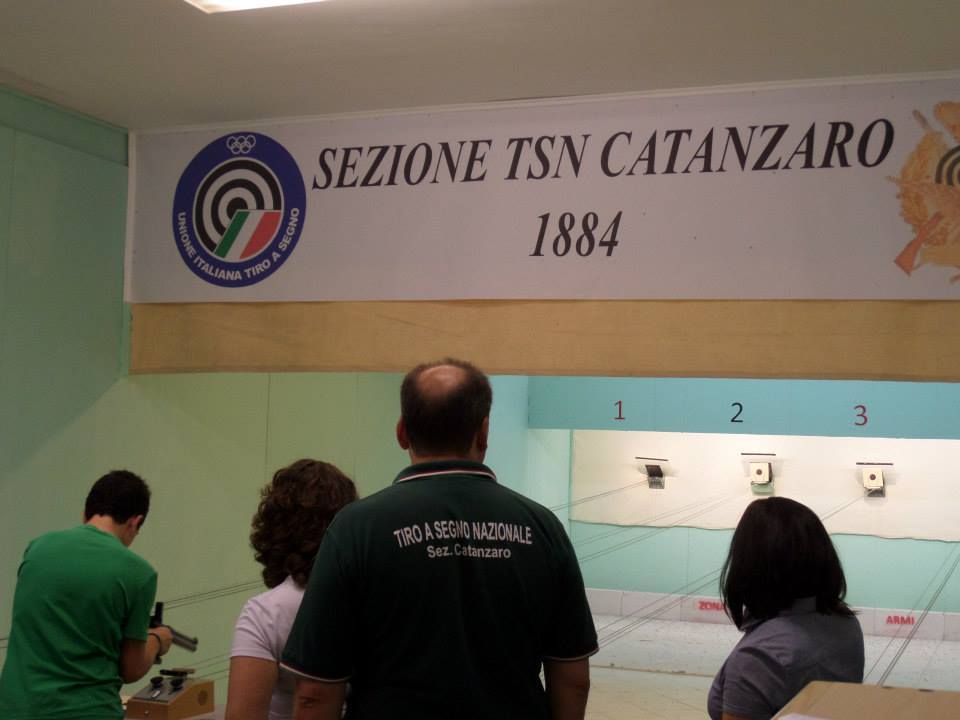 SEZIONE TSN CATANZARO
1884
UNIONE ITALIANA TIRO A SEGNO
1 2 3
TIRO A SEGNO NAZIONALE
Sez. Catanzaro
ZONA
ARMI